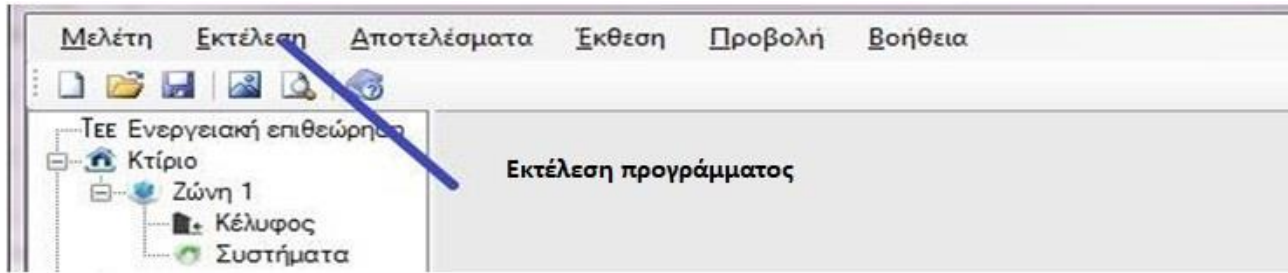 Μελέτη Εκτέλεση Αποτελέσματα Έκθεση Προβολή Βοήθεια
ΤΕΕ Ενεργειακή επιθεώρηση
Κτίριο
Εκτέλεση προγράμματος
Ζώνη 1
Κέλυφος
Συστήματα